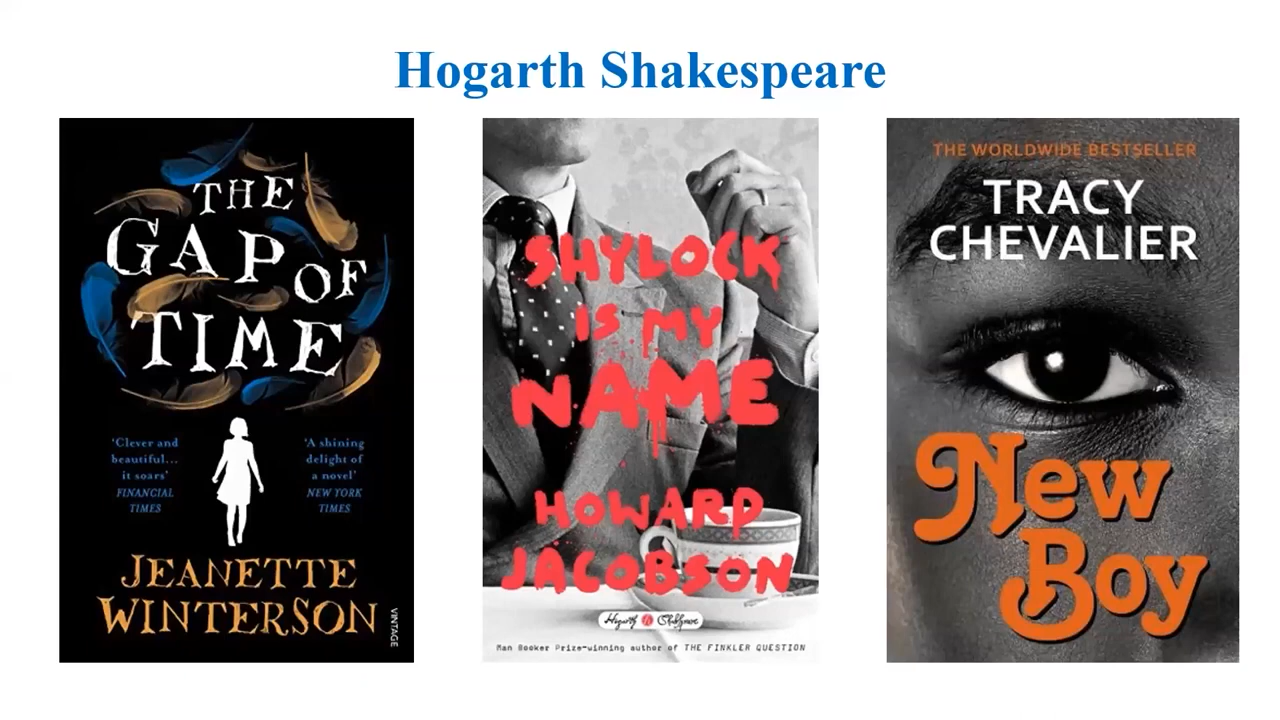 Hogarth Shakespeare
THE
GAP OF
TIME
'Clever and
beautiful...
it soars'
FINANCIAL
TIMES
'A shining
delight of
a novel'
NEW YORK
TIMES
JEANETTE
WINTERSON
VINTAGE
SHYLOCK
IS MY
NAME
HOWARD
JACOBSON
Hogarth Shakespeare
Man Booker Prize-winning author of THE FINKLER QUESTION
THE WORLDWIDE BESTSELLER
TRACY
CHEVALIER
New
Boy